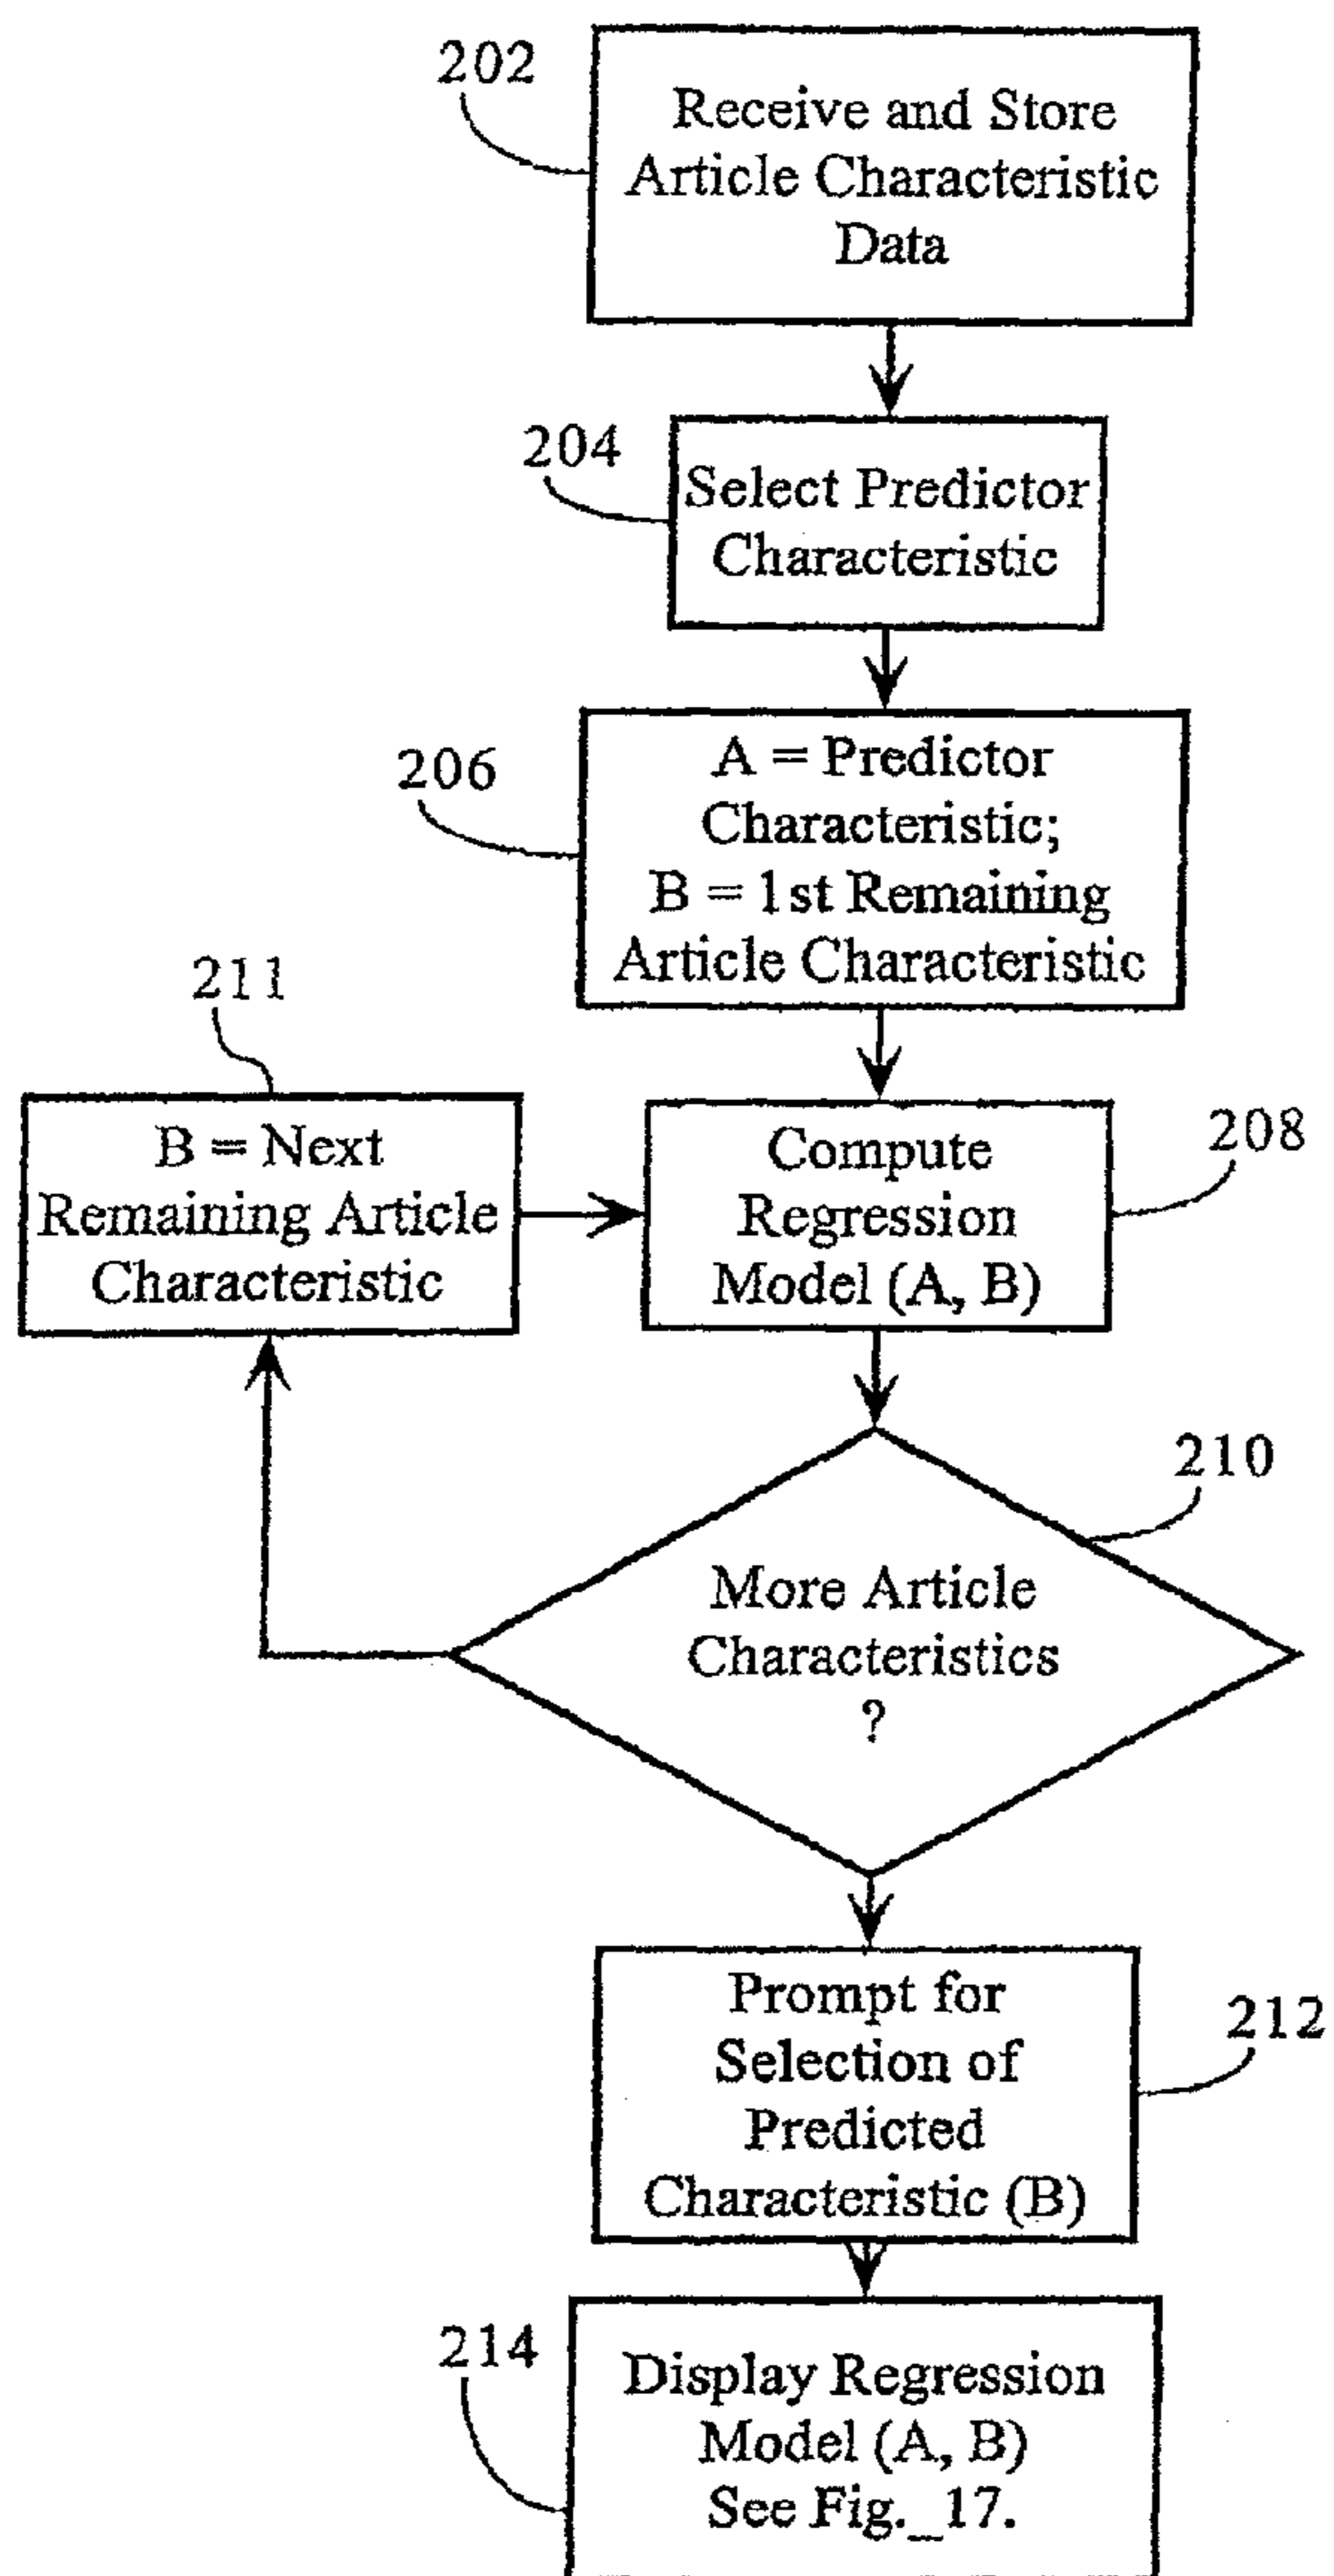 202
Receive and Store
Article Characteristic
Data
204
Select Predictor
Characteristic
206
A = Predictor
Characteristic;
B = 1st Remaining
Article Characteristic
211
B = Next
Remaining Article
Characteristic
208
Compute
Regression
Model (A, B)
210
More Article
Characteristics
?
212
Prompt for
Selection of
Predicted
Characteristic (B)
214
Display Regression
Model (A, B)
See Fig._17.